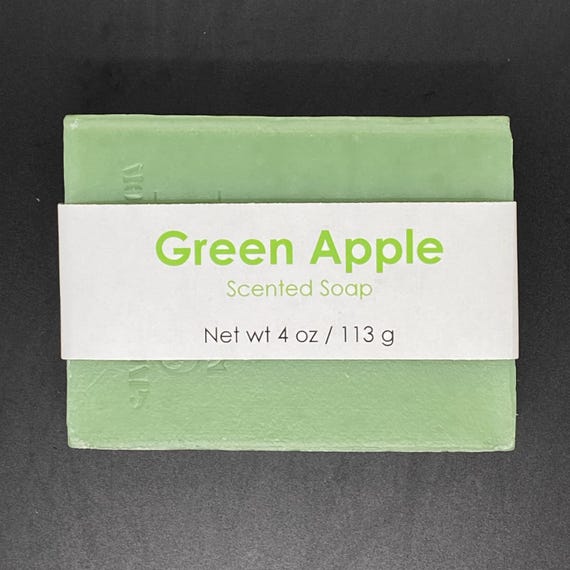 Green Apple
Scented Soap
Net wt 4 oz / 113 g